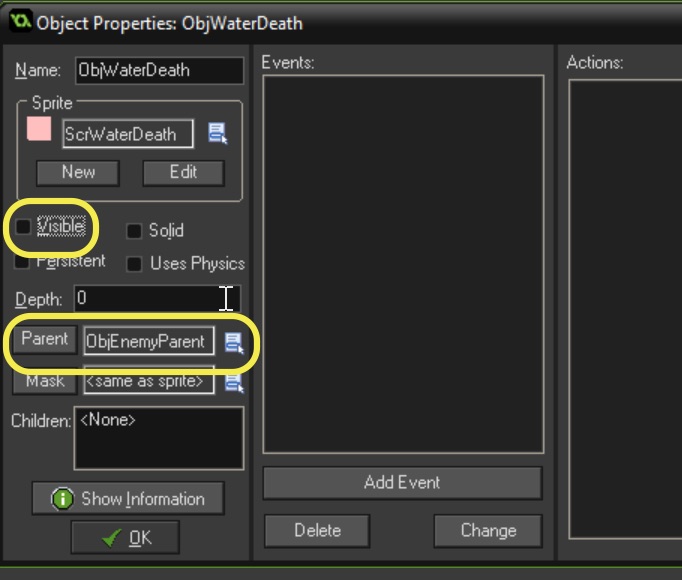 Object Properties: ObjWaterDeath
Name: ObjWaterDeath
Sprite
ScrWaterDeath
New Edit
Visible Solid
Persistent Uses Physics
Depth: 0
Parent ObjEnemyParent
Mask <same as sprite>
Children: <None>
Show Information
OK
Events:
Add Event
Delete Change
Actions: